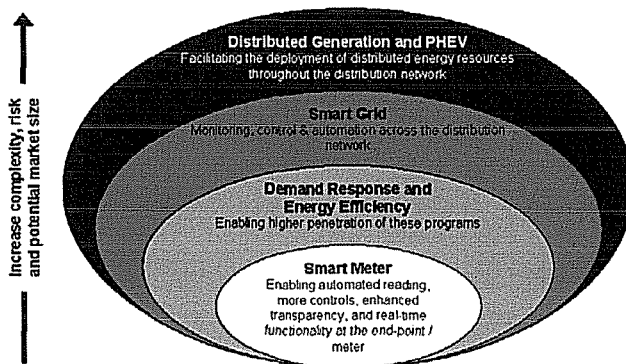 Increase complexity, risk
and potential market size
Distributed Generation and PHEV
Facilitating the deployment of distributed energy resources
throughout the distribution network
Smart Grid
Monitoring, control & automation across the distribution
network.
Demand Response and
Energy Efficiency
Enabling higher penetration of these programs
Smart Meter
Enabling automated reading,
more controls, enhanced
transparency, and real-time
functionality at the end-point /
meter